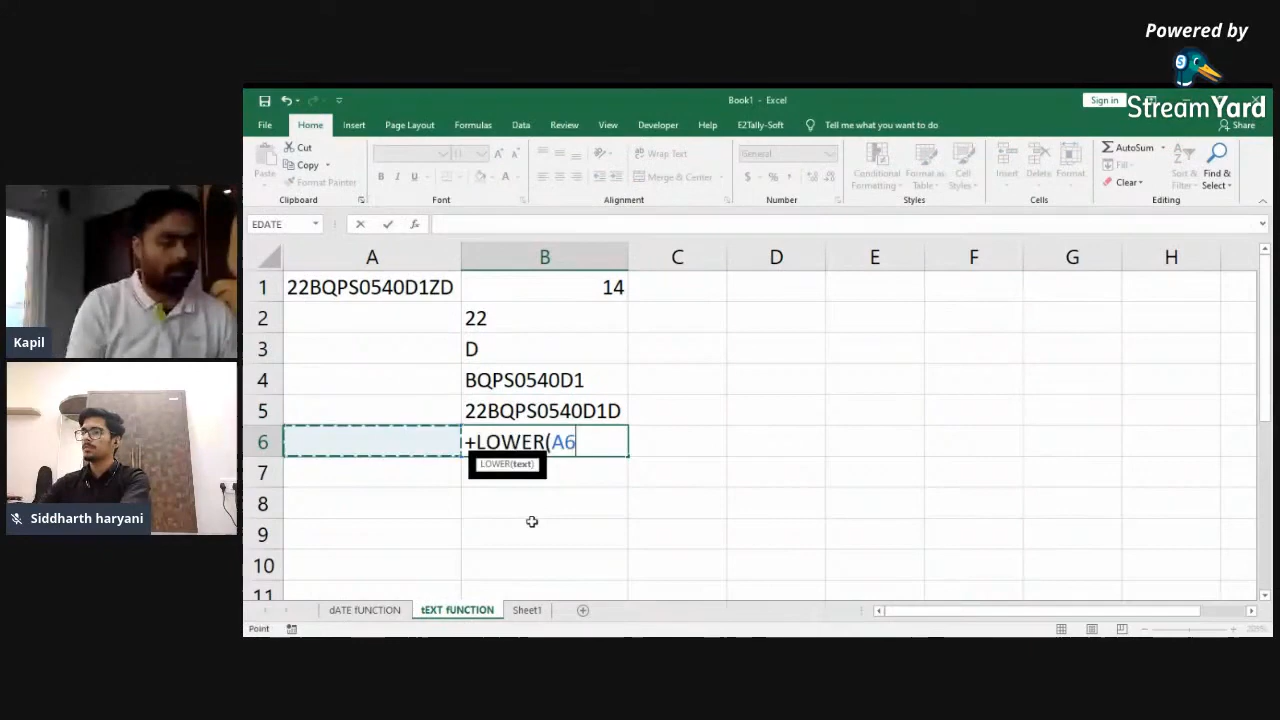 Powered by
StreamYard
Book1 - Excel
Sign in
File Home Insert Page Layout Formulas Data Review View Developer Help EZTally-Soft Tell me what you want to do Share
Paste
Cut
Copy
Format Painter
Clipboard
11
B I U
Font
Wrap Text
Merge & Center
Alignment
General
$ % ,
Number
Conditional Formatting
Format as Table
Cell Styles
Styles
Insert Delete Format
Cells
AutoSum
Fill
Clear
Sort & Filter
Find & Select
Editing
EDATE
fx
A B C D E F G H
1 22BQPS0540D1ZD 14
2 22
3 D
4 BQPS0540D1
5 22BQPS0540D1D
6 +LOWER(A6
LOWER(text)
7
8
9
10
11
dATE FUNCTION tEXT fUNCTION Sheet1
Point
Kapil
Siddharth haryani